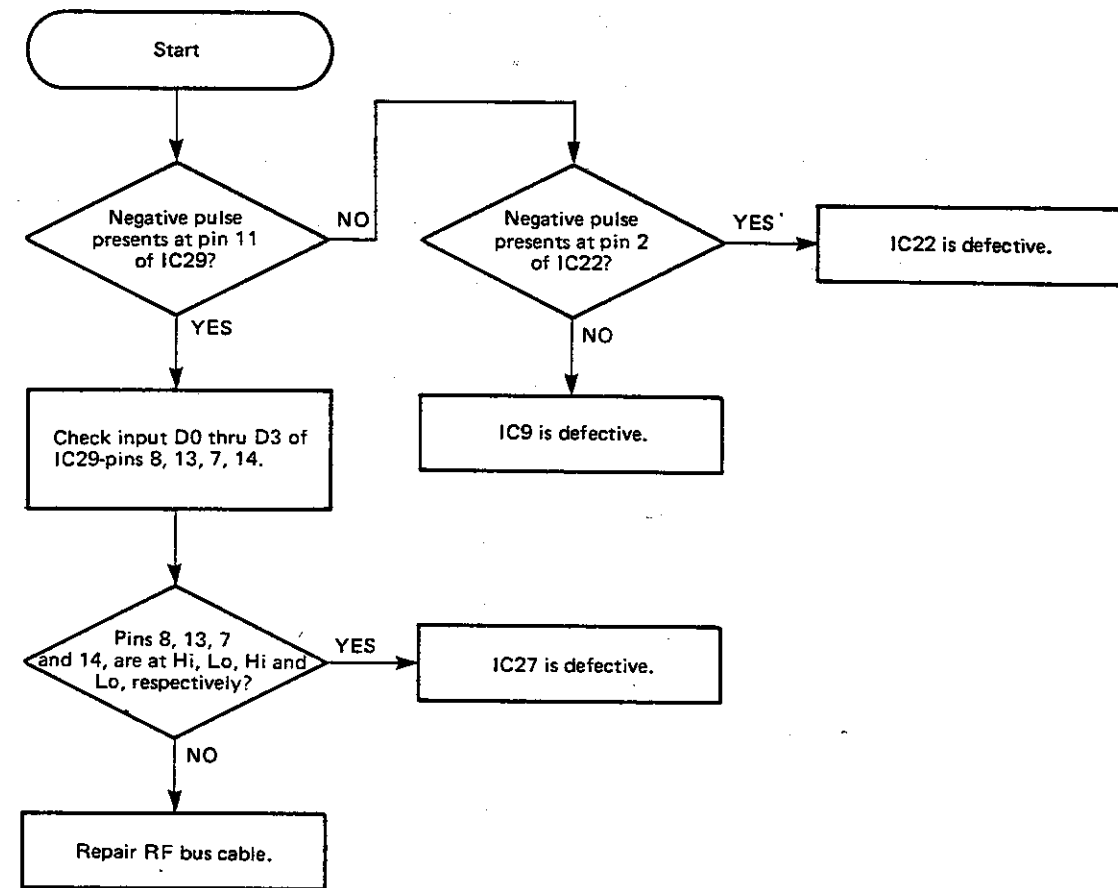 Start
Negative pulse
presents at pin 11
of IC29?
NO
YES
Negative pulse
presents at pin 2
of IC22?
YES
IC22 is defective.
NO
IC9 is defective.
Check input D0 thru D3 of
IC29-pins 8, 13, 7, 14.
Pins 8, 13, 7
and 14, are at Hi, Lo, Hi and
Lo, respectively?
YES
IC27 is defective.
NO
Repair RF bus cable.